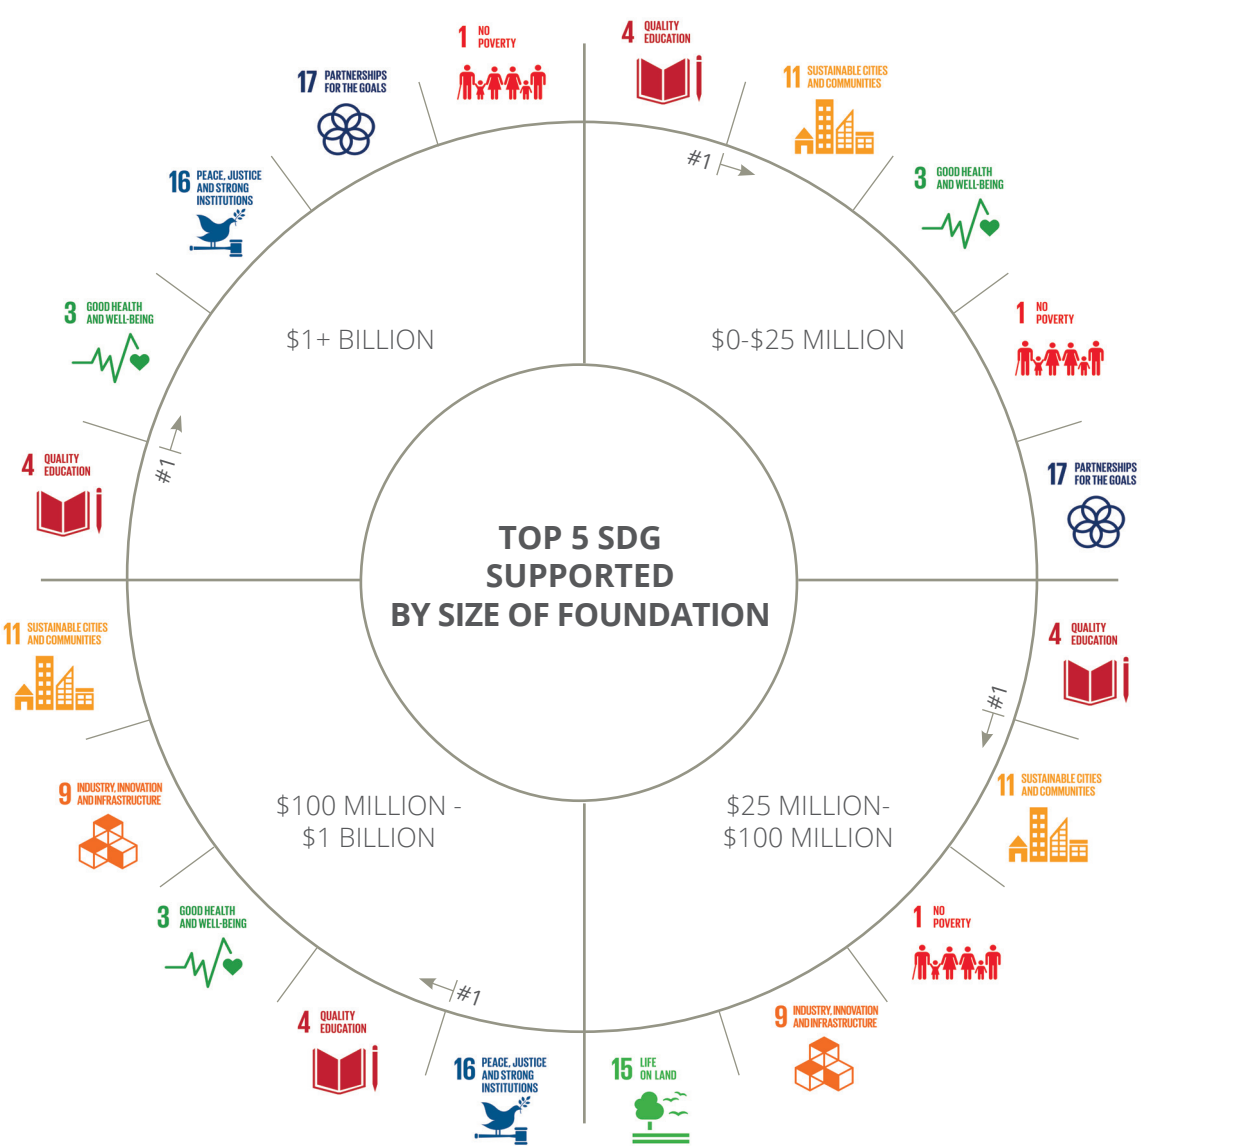 TOP 5 SDG
SUPPORTED
BY SIZE OF FOUNDATION
$0-$25 MILLION
#1
4 QUALITY
EDUCATION
11 SUSTAINABLE CITIES
AND COMMUNITIES
3 GOOD HEALTH
AND WELL-BEING
1 NO
POVERTY
17 PARTNERSHIPS
FOR THE GOALS
$25 MILLION-
$100 MILLION
#1
4 QUALITY
EDUCATION
11 SUSTAINABLE CITIES
AND COMMUNITIES
1 NO
POVERTY
9 INDUSTRY, INNOVATION
AND INFRASTRUCTURE
15 LIFE
ON LAND
$100 MILLION -
$1 BILLION
#1
16 PEACE, JUSTICE
AND STRONG
INSTITUTIONS
4 QUALITY
EDUCATION
3 GOOD HEALTH
AND WELL-BEING
9 INDUSTRY, INNOVATION
AND INFRASTRUCTURE
11 SUSTAINABLE CITIES
AND COMMUNITIES
$1+ BILLION
#1
4 QUALITY
EDUCATION
3 GOOD HEALTH
AND WELL-BEING
16 PEACE, JUSTICE
AND STRONG
INSTITUTIONS
17 PARTNERSHIPS
FOR THE GOALS
1 NO
POVERTY